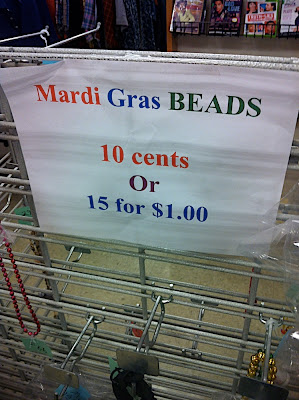 Mardi Gras BEADS
10 cents
Or
15 for $1.00